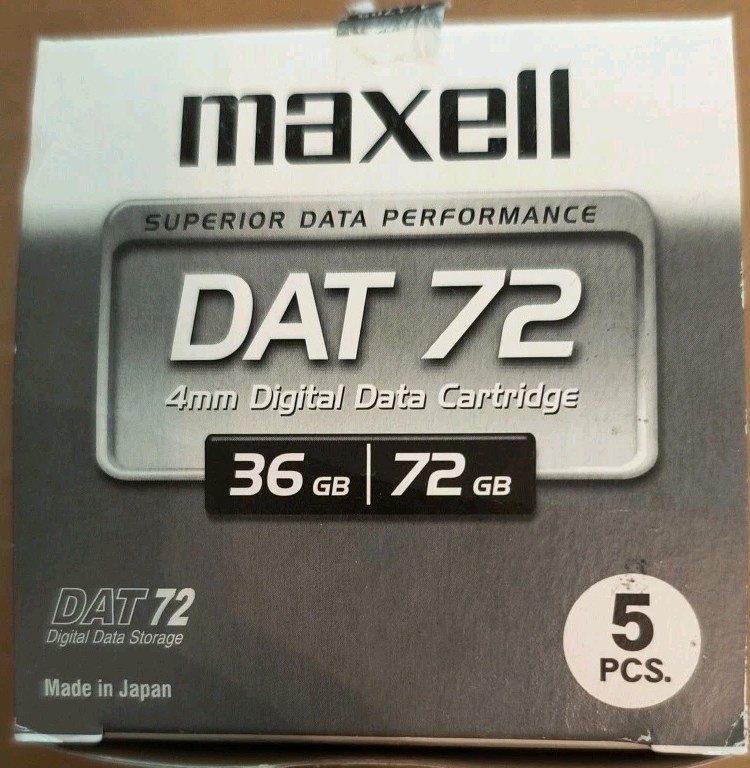 maxell
SUPERIOR DATA PERFORMANCE
DAT 72
4mm Digital Data Cartridge
36 GB | 72 GB
DAT 72
Digital Data Storage
Made in Japan
5
PCS.